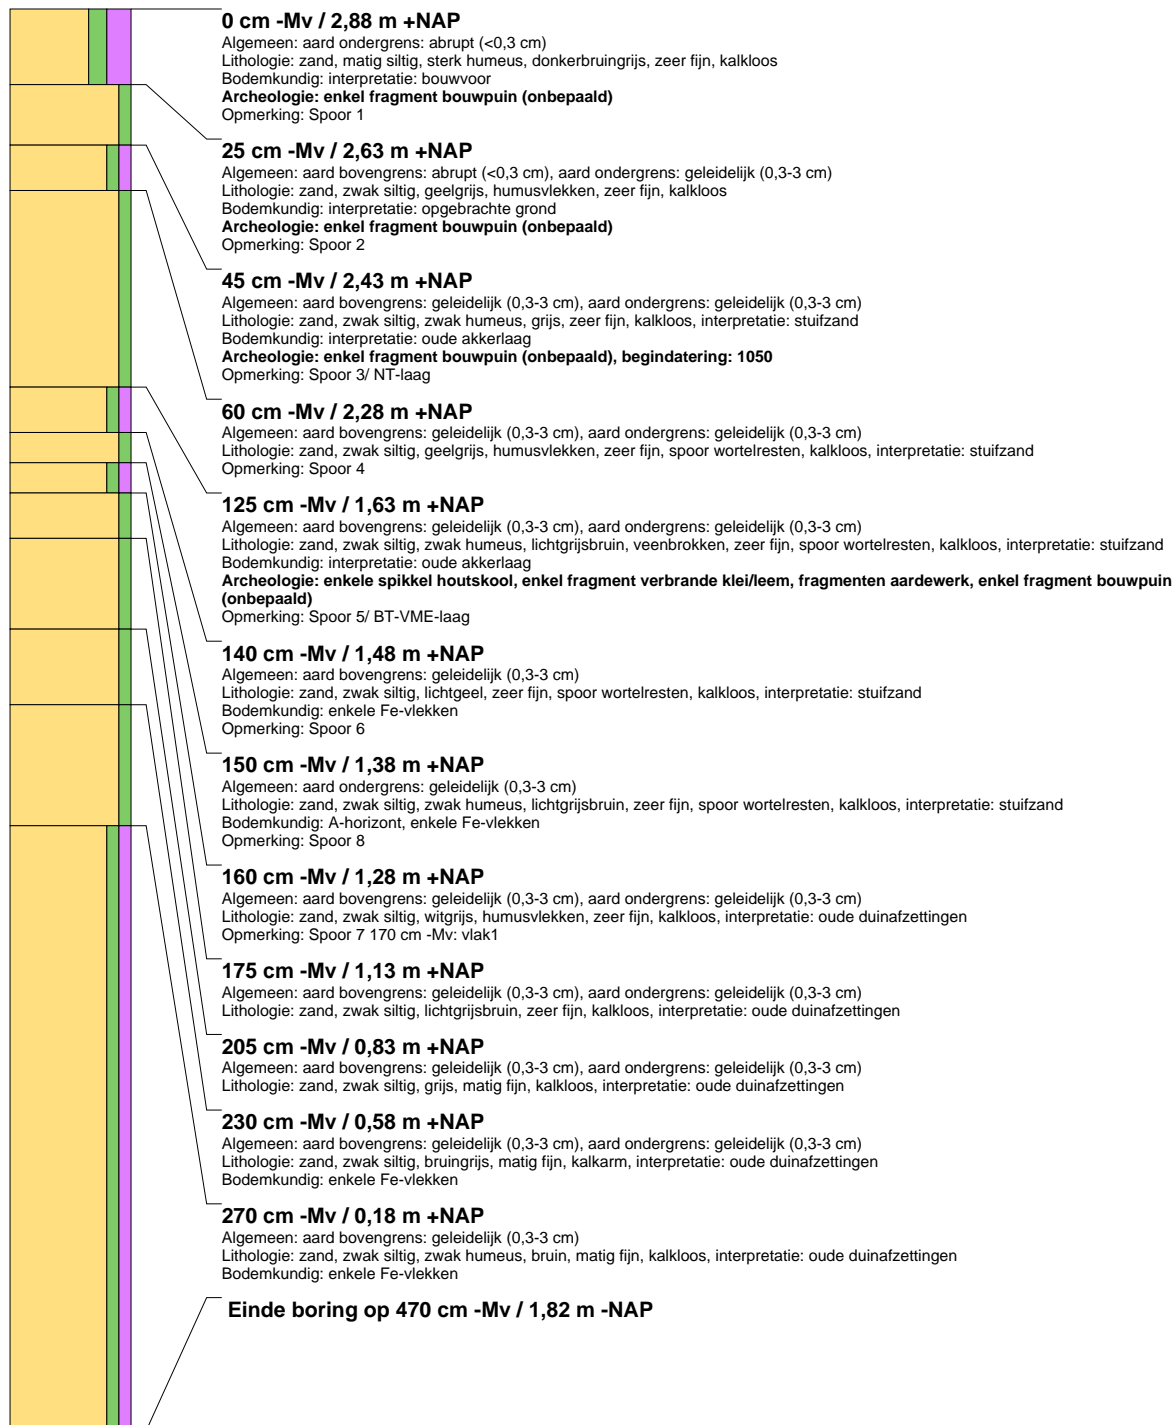 0 cm -Mv / 2,88 m +NAP
Algemeen: aard ondergrens: abrupt (<0,3 cm)
Lithologie: zand, matig siltig, sterk humeus, donkerbruingrijs, zeer fijn, kalkloos
Bodemkundig: interpretatie: bouwvoor
Archeologie: enkel fragment bouwpuin (onbepaald)
Opmerking: Spoor 1
25 cm -Mv / 2,63 m +NAP
Algemeen: aard bovengrens: abrupt (<0,3 cm), aard ondergrens: geleidelijk (0,3-3 cm)
Lithologie: zand, zwak siltig, geelgrijs, humusvlekken, zeer fijn, kalkloos
Bodemkundig: interpretatie: opgebrachte grond
Archeologie: enkel fragment bouwpuin (onbepaald)
Opmerking: Spoor 2
45 cm -Mv / 2,43 m +NAP
Algemeen: aard bovengrens: geleidelijk (0,3-3 cm), aard ondergrens: geleidelijk (0,3-3 cm)
Lithologie: zand, zwak siltig, zwak humeus, grijs, zeer fijn, kalkloos, interpretatie: stuifzand
Bodemkundig: interpretatie: oude akkerlaag
Archeologie: enkel fragment bouwpuin (onbepaald), begindatering: 1050
Opmerking: Spoor 3/ NT-laag
60 cm -Mv / 2,28 m +NAP
Algemeen: aard bovengrens: geleidelijk (0,3-3 cm), aard ondergrens: geleidelijk (0,3-3 cm)
Lithologie: zand, zwak siltig, geelgrijs, humusvlekken, zeer fijn, spoor wortelresten, kalkloos, interpretatie: stuifzand
Opmerking: Spoor 4
125 cm -Mv / 1,63 m +NAP
Algemeen: aard bovengrens: geleidelijk (0,3-3 cm), aard ondergrens: geleidelijk (0,3-3 cm)
Lithologie: zand, zwak siltig, zwak humeus, lichtgrijsbruin, veenbrokken, zeer fijn, spoor wortelresten, kalkloos, interpretatie: stuifzand
Bodemkundig: interpretatie: oude akkerlaag
Archeologie: enkele spikkel houtskool, enkel fragment verbrande klei/leem, fragmenten aardewerk, enkel fragment bouwpuin
(onbepaald)
Opmerking: Spoor 5/ BT-VME-laag
140 cm -Mv / 1,48 m +NAP
Algemeen: aard bovengrens: geleidelijk (0,3-3 cm)
Lithologie: zand, zwak siltig, lichtgeel, zeer fijn, spoor wortelresten, kalkloos, interpretatie: stuifzand
Bodemkundig: enkele Fe-vlekken
Opmerking: Spoor 6
150 cm -Mv / 1,38 m +NAP
Algemeen: aard ondergrens: geleidelijk (0,3-3 cm)
Lithologie: zand, zwak siltig, zwak humeus, lichtgrijsbruin, zeer fijn, spoor wortelresten, kalkloos, interpretatie: stuifzand
Bodemkundig: A-horizont, enkele Fe-vlekken
Opmerking: Spoor 8
160 cm -Mv / 1,28 m +NAP
Algemeen: aard bovengrens: geleidelijk (0,3-3 cm), aard ondergrens: geleidelijk (0,3-3 cm)
Lithologie: zand, zwak siltig, witgrijs, humusvlekken, zeer fijn, kalkloos, interpretatie: oude duinafzettingen
Opmerking: Spoor 7 170 cm -Mv: vlak1
175 cm -Mv / 1,13 m +NAP
Algemeen: aard bovengrens: geleidelijk (0,3-3 cm), aard ondergrens: geleidelijk (0,3-3 cm)
Lithologie: zand, zwak siltig, lichtgrijsbruin, zeer fijn, kalkloos, interpretatie: oude duinafzettingen
205 cm -Mv / 0,83 m +NAP
Algemeen: aard bovengrens: geleidelijk (0,3-3 cm), aard ondergrens: geleidelijk (0,3-3 cm)
Lithologie: zand, zwak siltig, grijs, matig fijn, kalkloos, interpretatie: oude duinafzettingen
230 cm -Mv / 0,58 m +NAP
Algemeen: aard bovengrens: geleidelijk (0,3-3 cm), aard ondergrens: geleidelijk (0,3-3 cm)
Lithologie: zand, zwak siltig, bruingrijs, matig fijn, kalkarm, interpretatie: oude duinafzettingen
Bodemkundig: enkele Fe-vlekken
270 cm -Mv / 0,18 m +NAP
Algemeen: aard bovengrens: geleidelijk (0,3-3 cm)
Lithologie: zand, zwak siltig, zwak humeus, bruin, matig fijn, kalkloos, interpretatie: oude duinafzettingen
Bodemkundig: enkele Fe-vlekken
Einde boring op 470 cm -Mv / 1,82 m -NAP